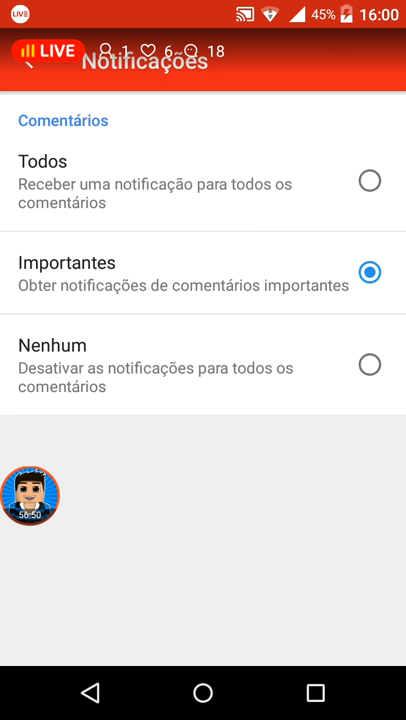 LIVE 45% 16:00
LIVE 1 6 18
Notificações
Comentários
Todos
Receber uma notificação para todos os
comentários
Importantes
Obter notificações de comentários importantes
Nenhum
Desativar as notificações para todos os
comentários
56:50